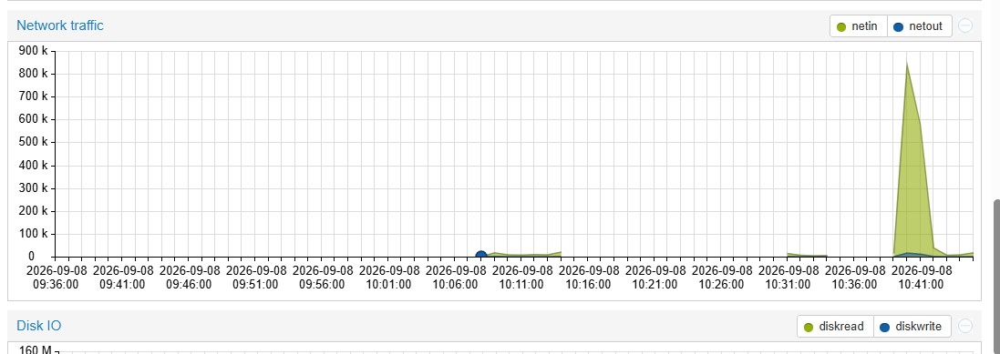 Network traffic
netin netout
900 k
800 k
700 k
600 k
500 k
400 k
300 k
200 k
100 k
0
2026-09-08 2026-09-08 2026-09-08 2026-09-08 2026-09-08 2026-09-08 2026-09-08 2026-09-08 2026-09-08 2026-09-08 2026-09-08 2026-09-08 2026-09-08 2026-09-08
09:36:00 09:41:00 09:46:00 09:51:00 09:56:00 10:01:00 10:06:00 10:11:00 10:16:00 10:21:00 10:26:00 10:31:00 10:36:00 10:41:00
Disk IO
diskread diskwrite
160 M